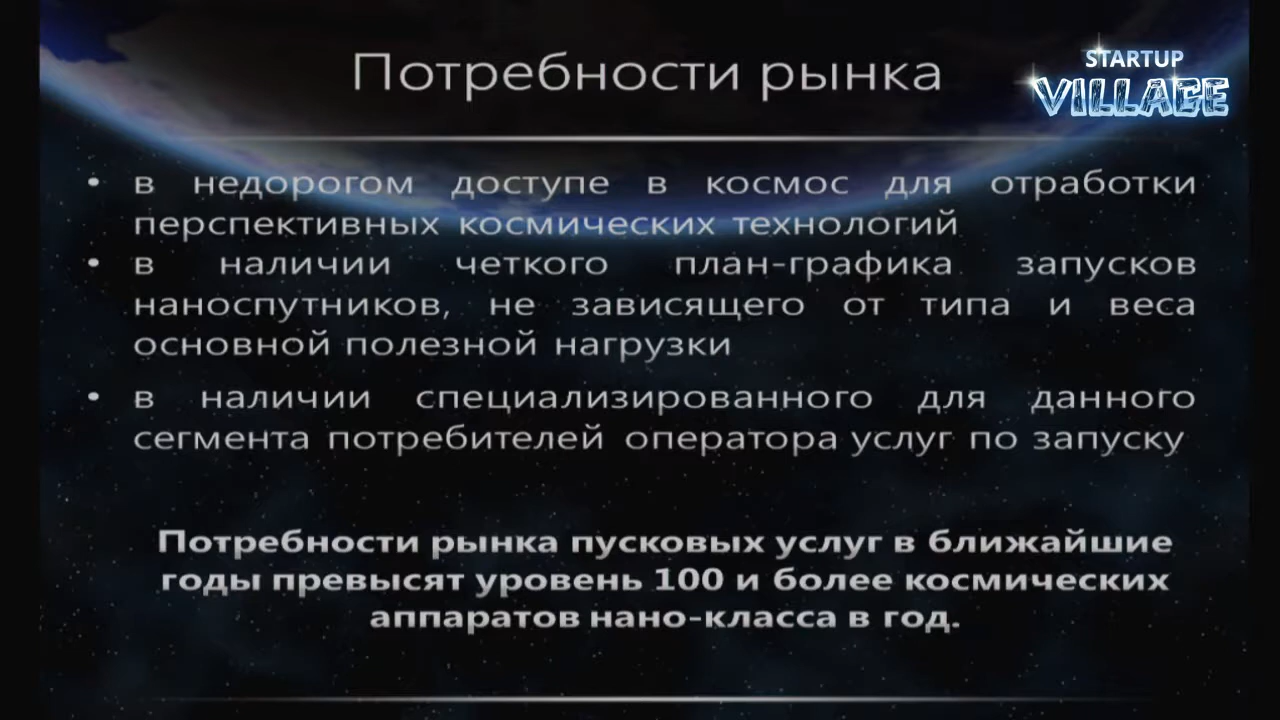 Потребности рынка
STARTUP
VILLAGE
• в недорогом доступе в космос для отработки
перспективных космических технологий
• в наличии четкого план-графика запусков
наноспутников, не зависящего от типа и веса
основной полезной нагрузки
• в наличии специализированного для данного
сегмента потребителей оператора услуг по запуску
Потребности рынка пусковых услуг в ближайшие
годы превысят уровень 100 и более космических
аппаратов нано-класса в год.